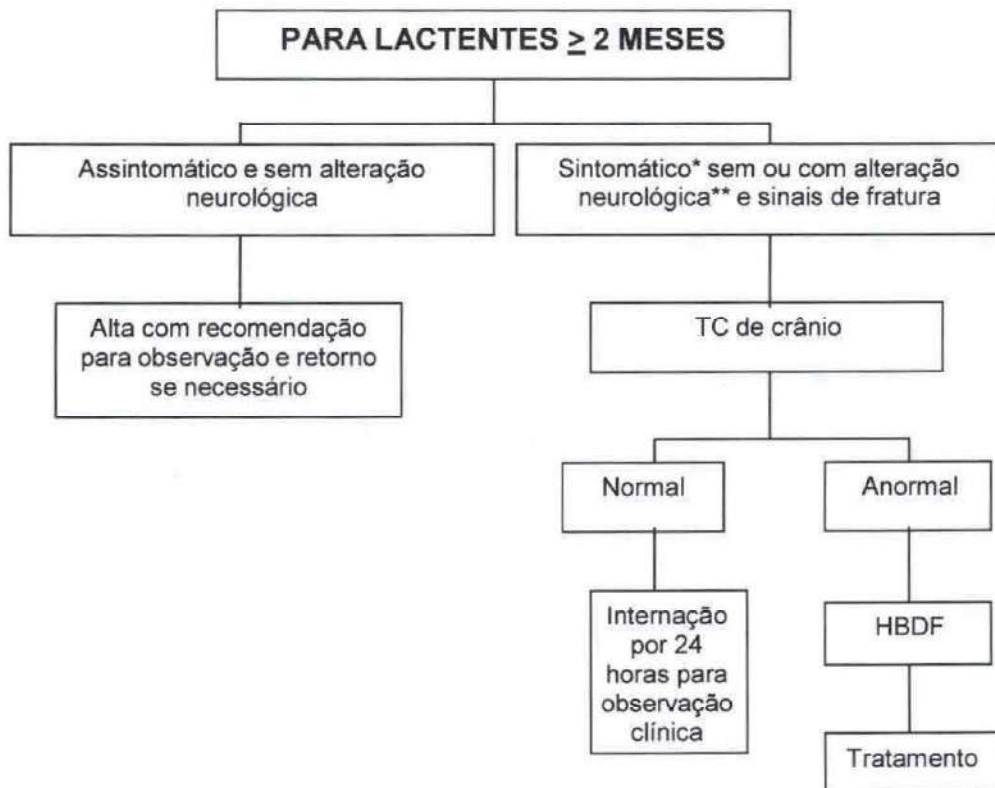 PARA LACTENTES ≥ 2 MESES
Assintomático e sem alteração
neurológica
Sintomático* sem ou com alteração
neurológica** e sinais de fratura
Alta com recomendação
para observação e retorno
se necessário
TC de crânio
Normal
Anormal
Internação
por 24
horas para
observação
clínica
HBDF
Tratamento